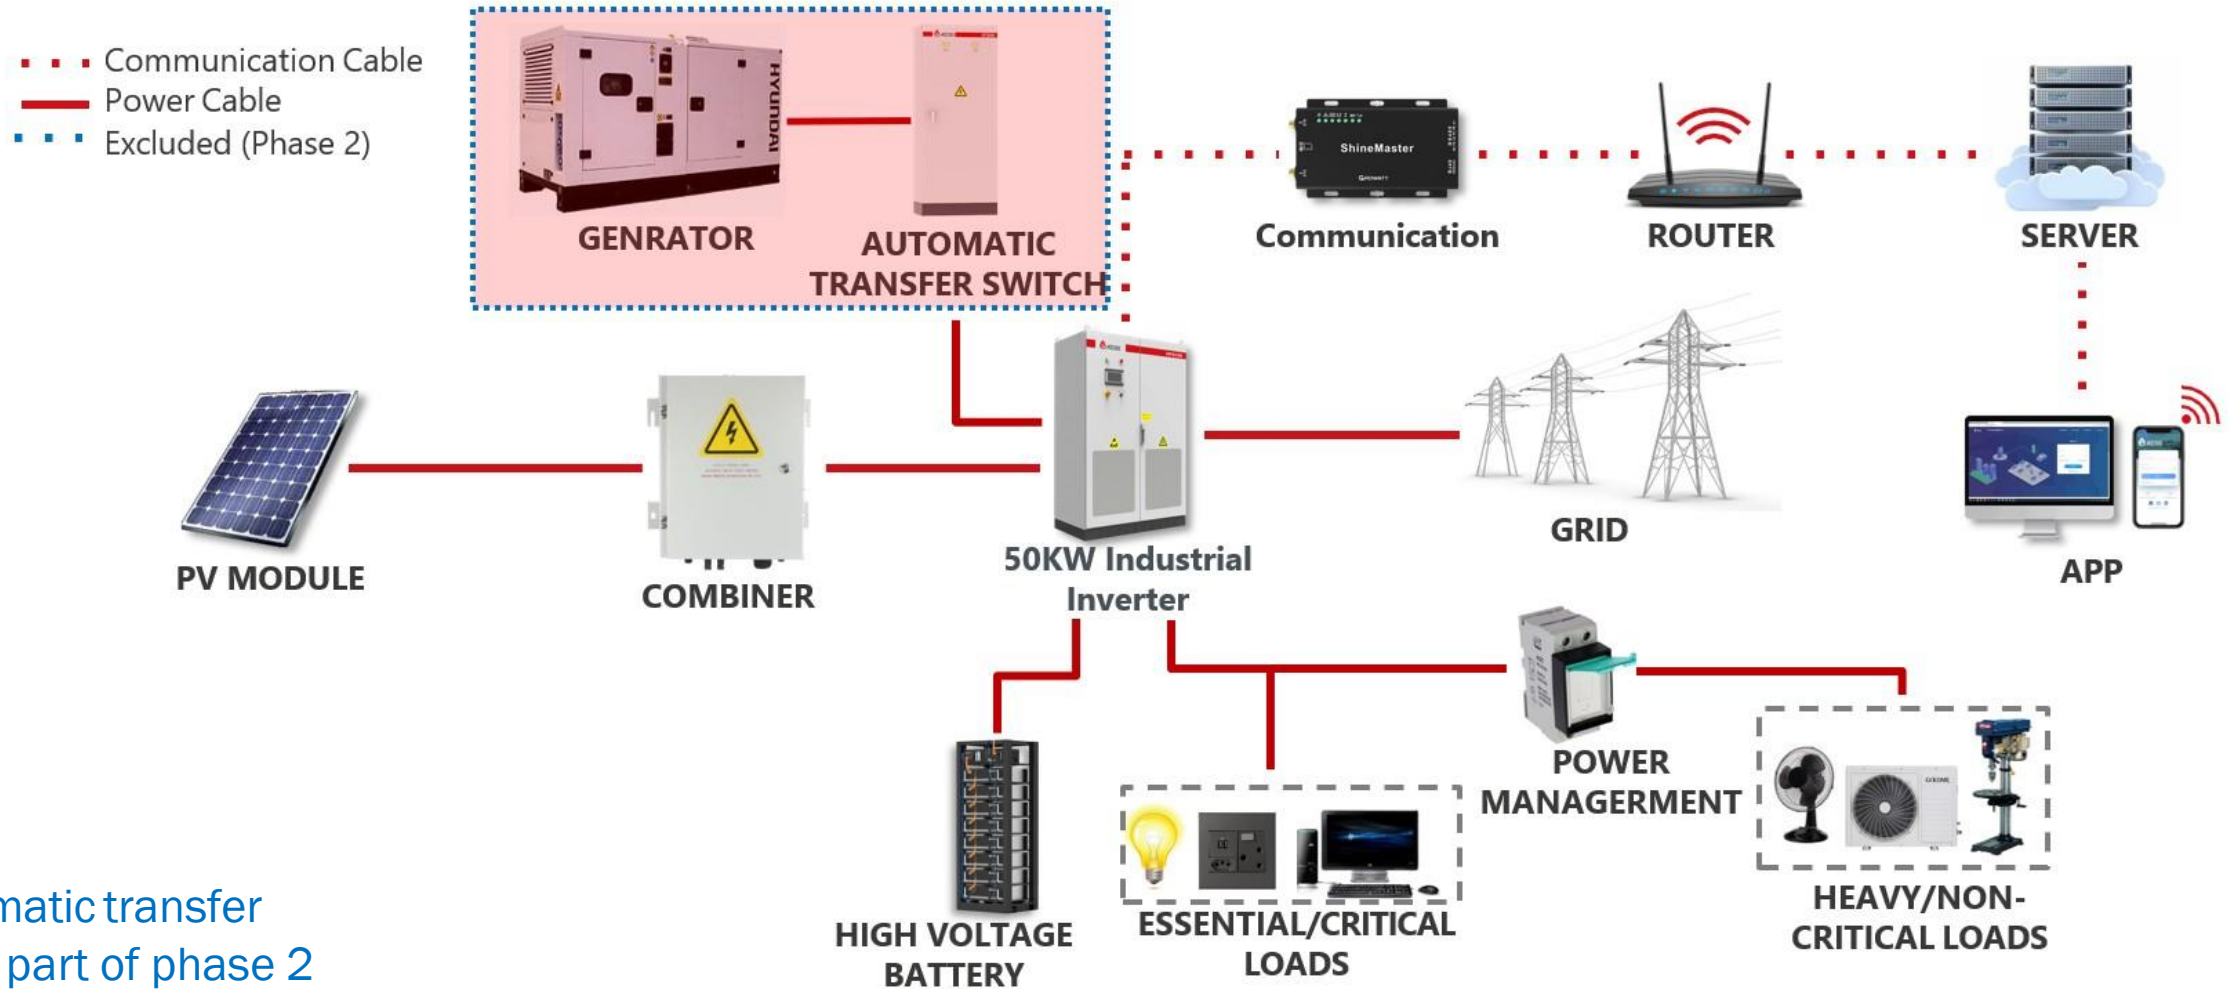 Communication Cable
Power Cable
Excluded (Phase 2)
HYUNDAI
GENRATOR
AUTOMATIC
TRANSFER SWITCH
ShineMaster
GROWATT
Communication
ROUTER
SERVER
PV MODULE
COMBINER
50KW Industrial
Inverter
GRID
APP
HIGH VOLTAGE
BATTERY
ESSENTIAL/CRITICAL
LOADS
POWER
MANAGERMENT
HEAVY/NON-
CRITICAL LOADS
matic transfer
part of phase 2